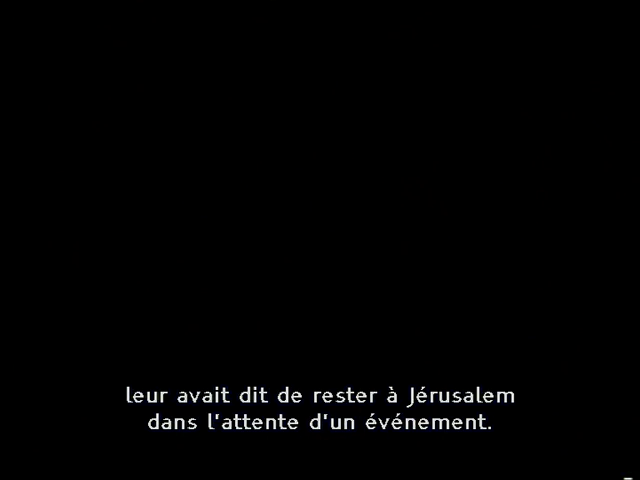 leur avait dit de rester à Jérusalem
dans l'attente d'un événement.